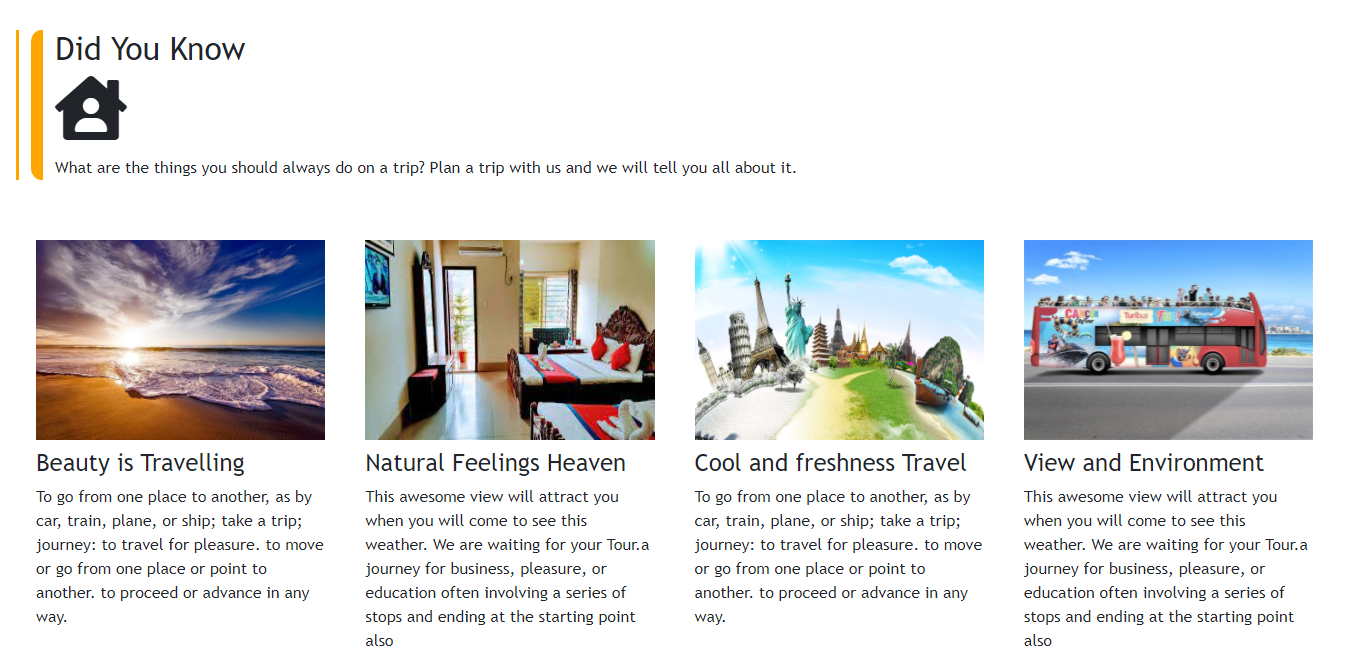 Did You Know
What are the things you should always do on a trip? Plan a trip with us and we will tell you all about it.
CANCUN
Turibus
Beauty is Travelling
To go from one place to another, as by
car, train, plane, or ship; take a trip;
journey: to travel for pleasure. to move
or go from one place or point to
another. to proceed or advance in any
way.
Natural Feelings Heaven
This awesome view will attract you
when you will come to see this
weather. We are waiting for your Tour.a
journey for business, pleasure, or
education often involving a series of
stops and ending at the starting point
also
Cool and freshness Travel
To go from one place to another, as by
car, train, plane, or ship; take a trip;
journey: to travel for pleasure. to move
or go from one place or point to
another. to proceed or advance in any
way.
View and Environment
This awesome view will attract you
when you will come to see this
weather. We are waiting for your Tour.a
journey for business, pleasure, or
education often involving a series of
stops and ending at the starting point
also